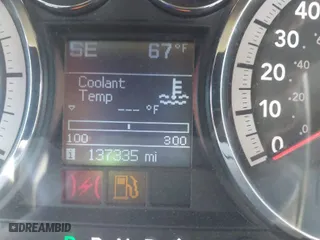 SE 67°F
Coolant
Temp
--- °F
100 300
137335 mi
40
30
20
10
0
P R N D
DREAMBID